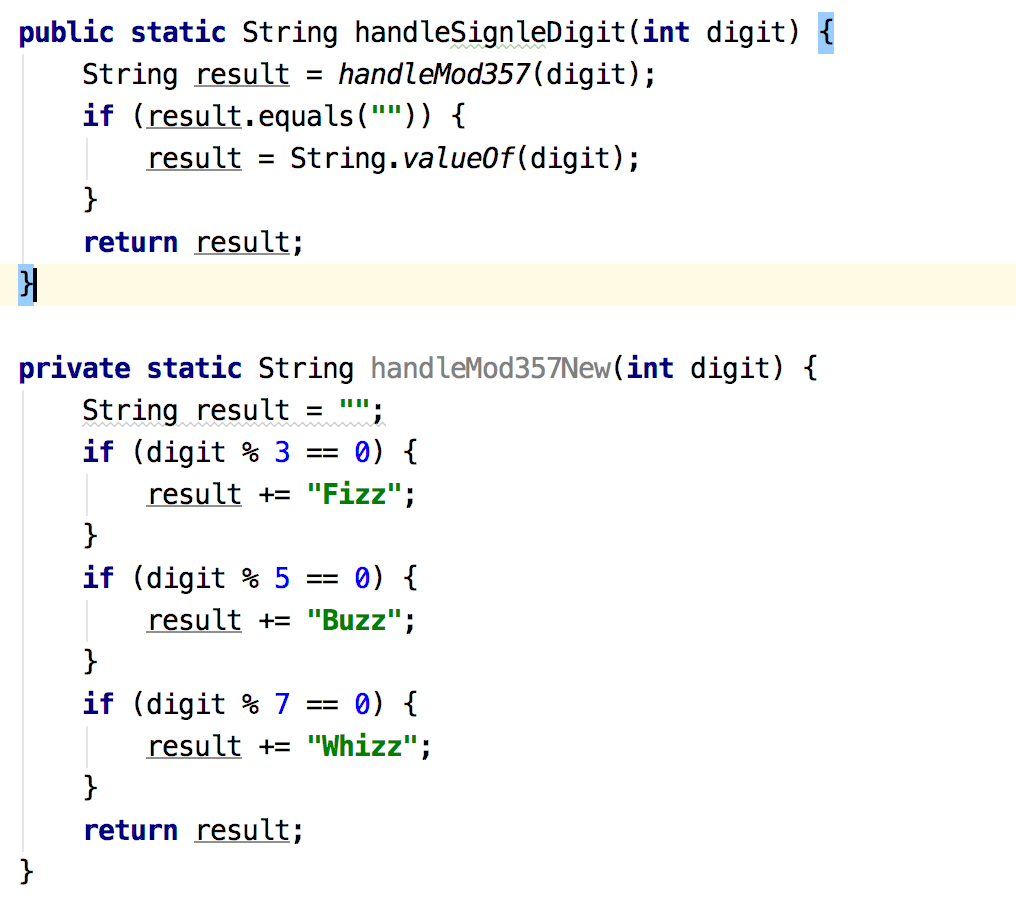 public static String handleSignleDigit(int digit) {
    String result = handleMod357(digit);
    if (result.equals("")) {
        result = String.valueOf(digit);
    }
    return result;
}

private static String handleMod357New(int digit) {
    String result = "";
    if (digit % 3 == 0) {
        result += "Fizz";
    }
    if (digit % 5 == 0) {
        result += "Buzz";
    }
    if (digit % 7 == 0) {
        result += "Whizz";
    }
    return result;
}